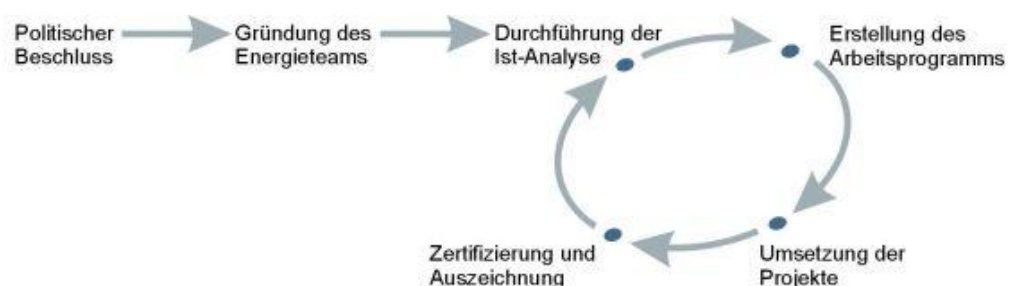 Politischer
Beschluss
Gründung des
Energieteams
Durchführung der
Ist-Analyse
Erstellung des
Arbeitsprogramms
Umsetzung der
Projekte
Zertifizierung und
Auszeichnung